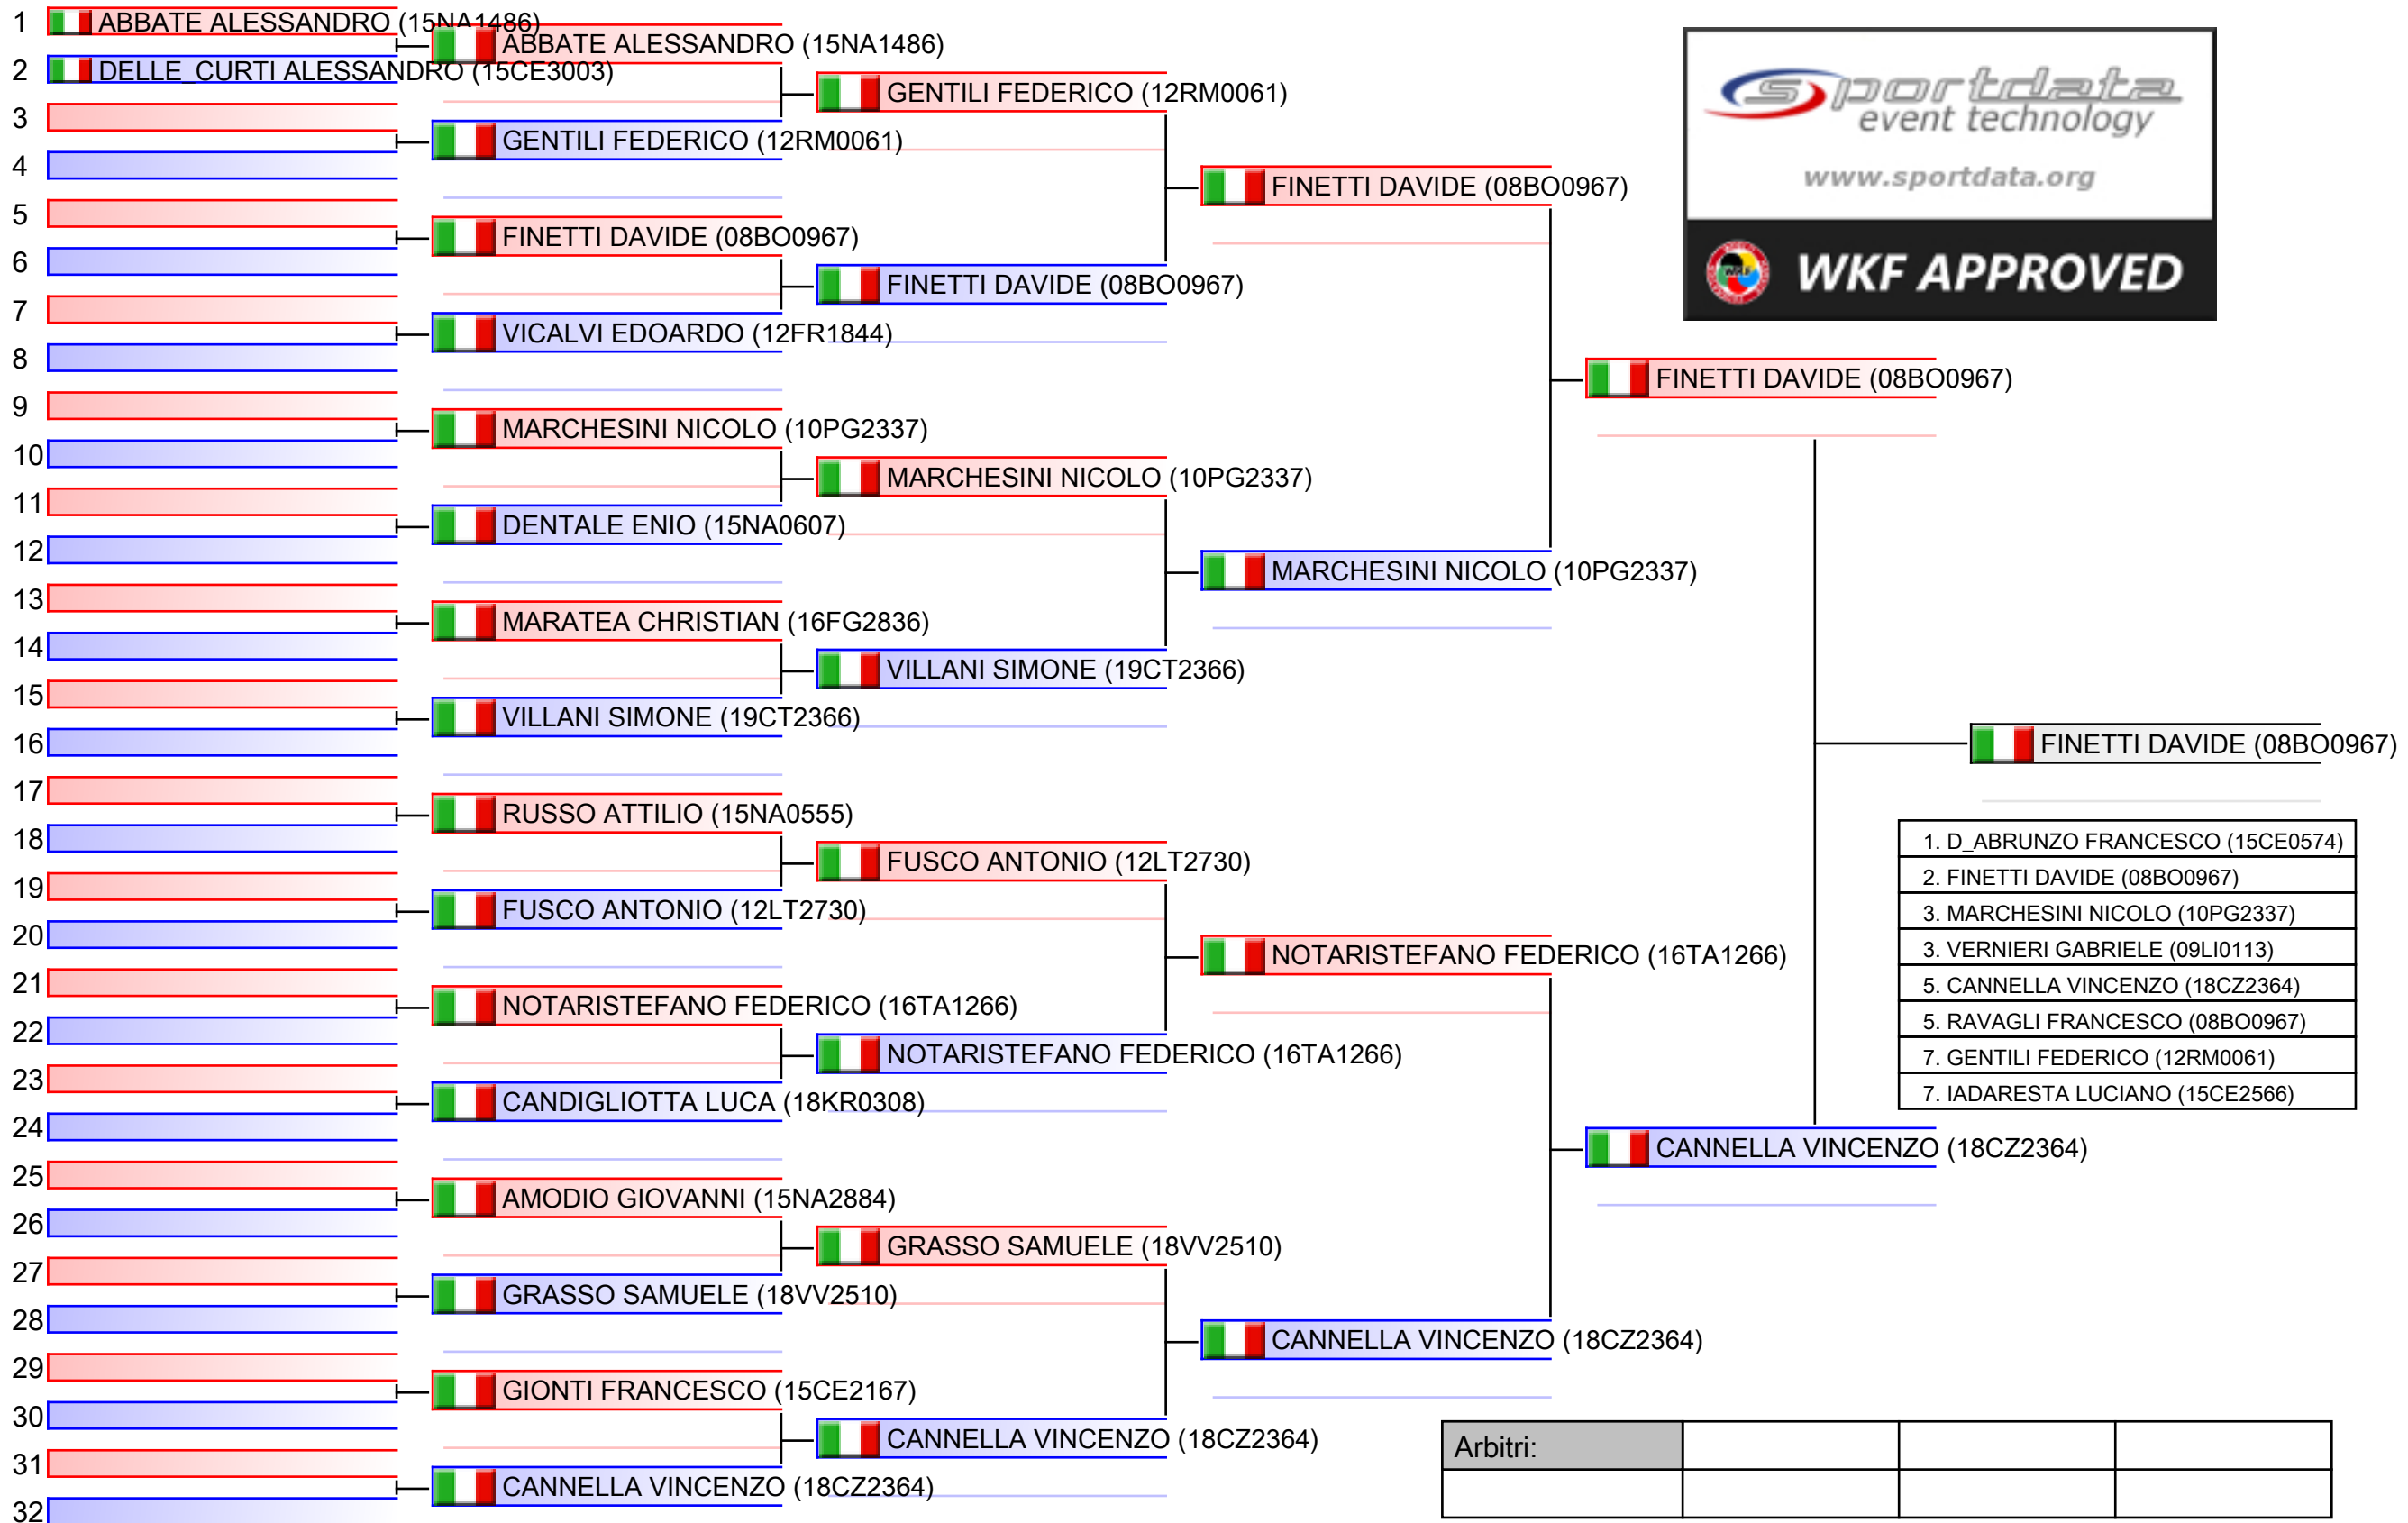 1 ABBATE ALESSANDRO (15NA1486)
2 DELLE_CURTI ALESSANDRO (15CE3003)
3
4
5
6
7
8
9
10
11
12
13
14
15
16
17
18
19
20
21
22
23
24
25
26
27
28
29
30
31
32
ABBATE ALESSANDRO (15NA1486)
GENTILI FEDERICO (12RM0061)
FINETTI DAVIDE (08BO0967)
VICALVI EDOARDO (12FR1844)
MARCHESINI NICOLO (10PG2337)
DENTALE ENIO (15NA0607)
MARATEA CHRISTIAN (16FG2836)
VILLANI SIMONE (19CT2366)
RUSSO ATTILIO (15NA0555)
FUSCO ANTONIO (12LT2730)
NOTARISTEFANO FEDERICO (16TA1266)
CANDIGLIOTTA LUCA (18KR0308)
AMODIO GIOVANNI (15NA2884)
GRASSO SAMUELE (18VV2510)
GIONTI FRANCESCO (15CE2167)
CANNELLA VINCENZO (18CZ2364)
GENTILI FEDERICO (12RM0061)
FINETTI DAVIDE (08BO0967)
MARCHESINI NICOLO (10PG2337)
VILLANI SIMONE (19CT2366)
FUSCO ANTONIO (12LT2730)
NOTARISTEFANO FEDERICO (16TA1266)
GRASSO SAMUELE (18VV2510)
CANNELLA VINCENZO (18CZ2364)
FINETTI DAVIDE (08BO0967)
MARCHESINI NICOLO (10PG2337)
NOTARISTEFANO FEDERICO (16TA1266)
CANNELLA VINCENZO (18CZ2364)
FINETTI DAVIDE (08BO0967)
CANNELLA VINCENZO (18CZ2364)
FINETTI DAVIDE (08BO0967)
sportdata
event technology
www.sportdata.org
WKF
WKF APPROVED
1. D_ABRUNZO FRANCESCO (15CE0574)
2. FINETTI DAVIDE (08BO0967)
3. MARCHESINI NICOLO (10PG2337)
3. VERNIERI GABRIELE (09LI0113)
5. CANNELLA VINCENZO (18CZ2364)
5. RAVAGLI FRANCESCO (08BO0967)
7. GENTILI FEDERICO (12RM0061)
7. IADARESTA LUCIANO (15CE2566)
Arbitri: